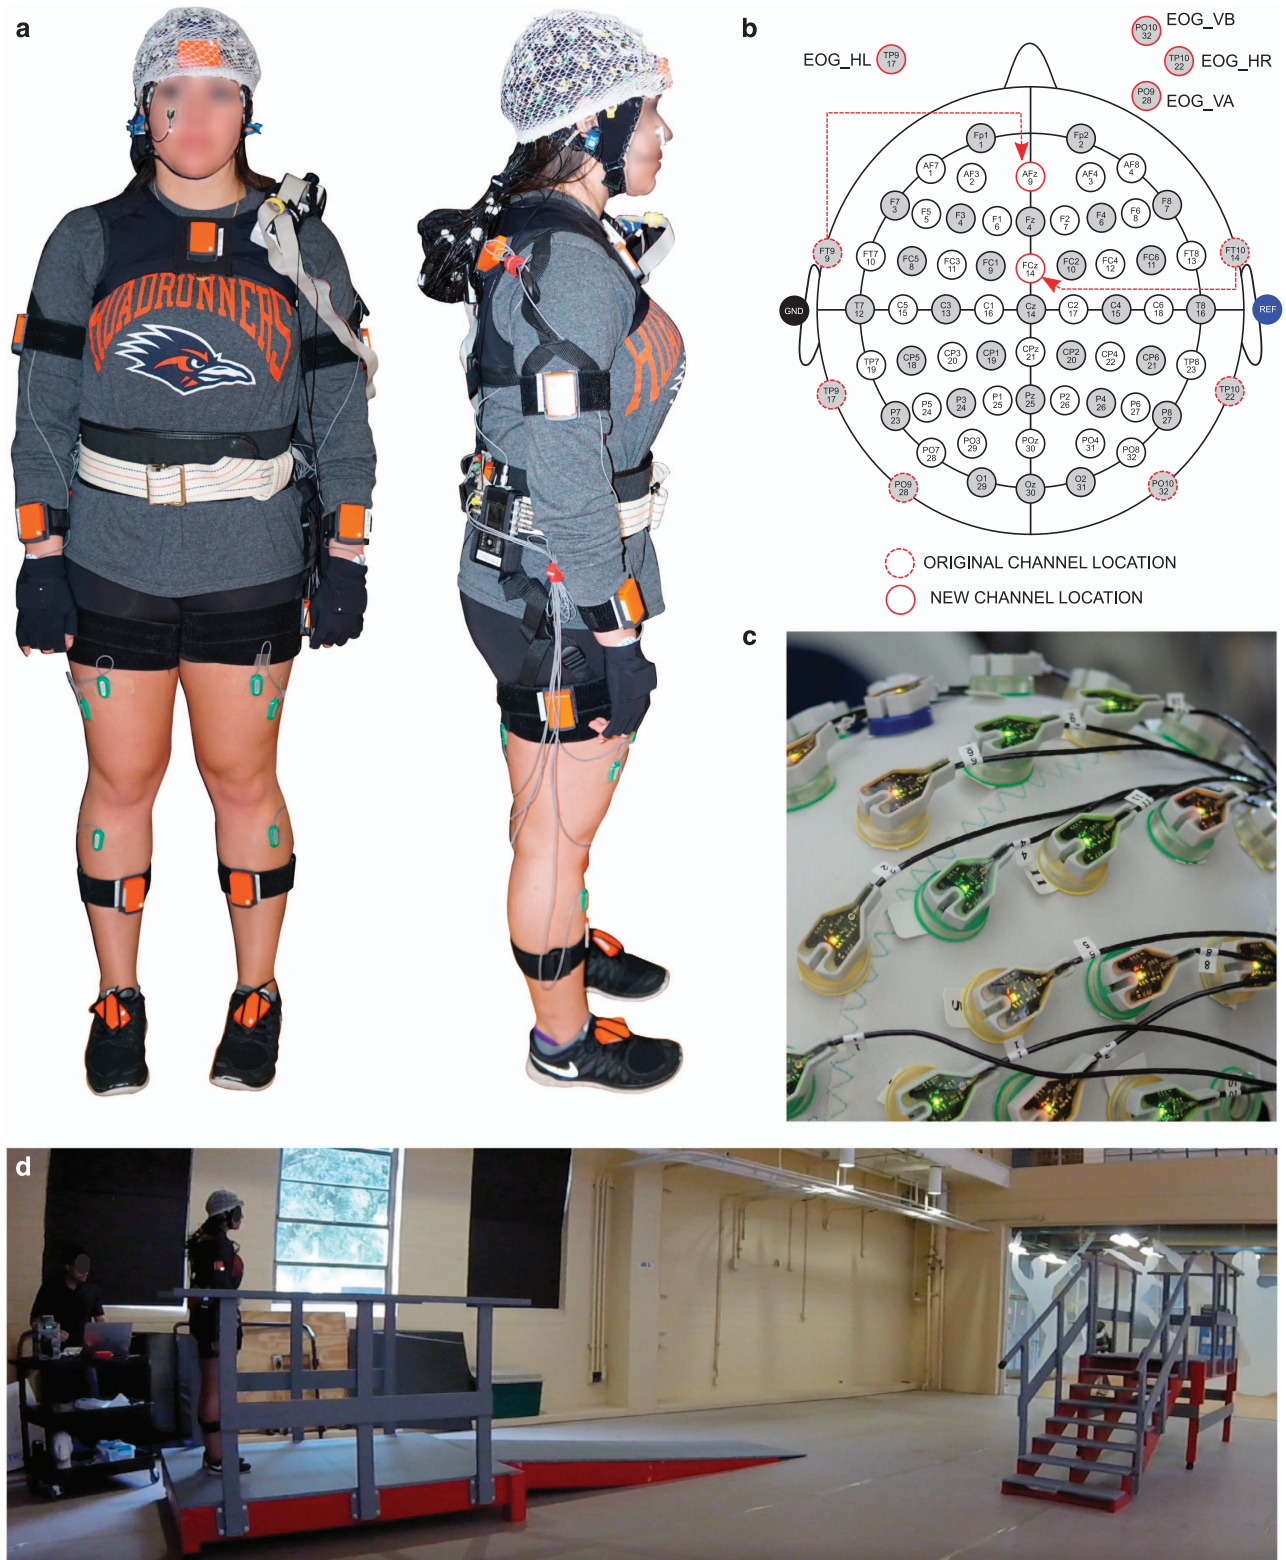 a
ROADRUNNERS
b
EOG_HL
TP9
17
PO10
32
EOG_VB
TP10
22
EOG_HR
PO9
28
EOG_VA
Fp1
1
Fp2
2
AF7
1
AF3
2
AFz
9
AF4
3
AF8
4
F7
3
F5
5
F3
4
F1
6
Fz
4
F2
7
F4
6
F6
8
F8
7
FT9
9
FT7
10
FC5
8
FC3
11
FC1
9
FCz
14
FC2
10
FC4
12
FC6
11
FT8
13
FT10
14
GND
T7
12
C5
15
C3
13
C1
16
Cz
14
C2
17
C4
15
C6
18
T8
16
REF
TP9
17
TP7
19
CP5
18
CP3
20
CP1
19
CPz
21
CP2
20
CP4
22
CP6
21
TP8
23
TP10
22
P7
23
P5
24
P3
24
P1
25
Pz
25
P2
26
P4
26
P6
27
P8
27
PO9
28
PO7
28
PO3
29
POz
30
PO4
31
PO8
32
PO10
32
O1
29
Oz
30
O2
31
ORIGINAL CHANNEL LOCATION
NEW CHANNEL LOCATION
c
d